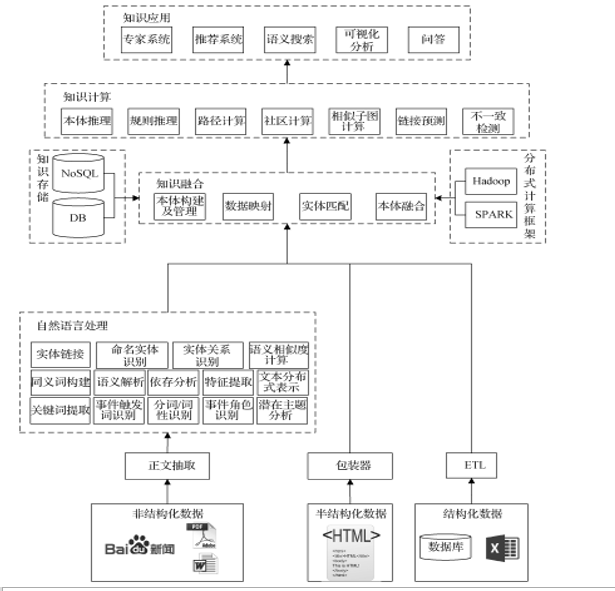 知识应用
专家系统
推荐系统
语义搜索
可视化
分析
问答
知识计算
本体推理
规则推理
路径计算
社区计算
相似子图
计算
链接预测
不一致
检测
知识存储
NoSQL
DB
知识融合
本体构建
及管理
数据映射
实体匹配
本体融合
Hadoop
SPARK
分布式计算框架
自然语言处理
实体链接
命名实体
识别
实体关系
识别
语义相似度
计算
同义词构建
语义解析
依存分析
特征提取
文本分布
式表示
关键词提取
事件触发
词识别
分词/词
性识别
事件角色
识别
潜在主题
分析
正文抽取
包装器
ETL
非结构化数据
Bai du 新闻
PDF
Adobe
W
半结构化数据
<HTML>
结构化数据
数据库
X